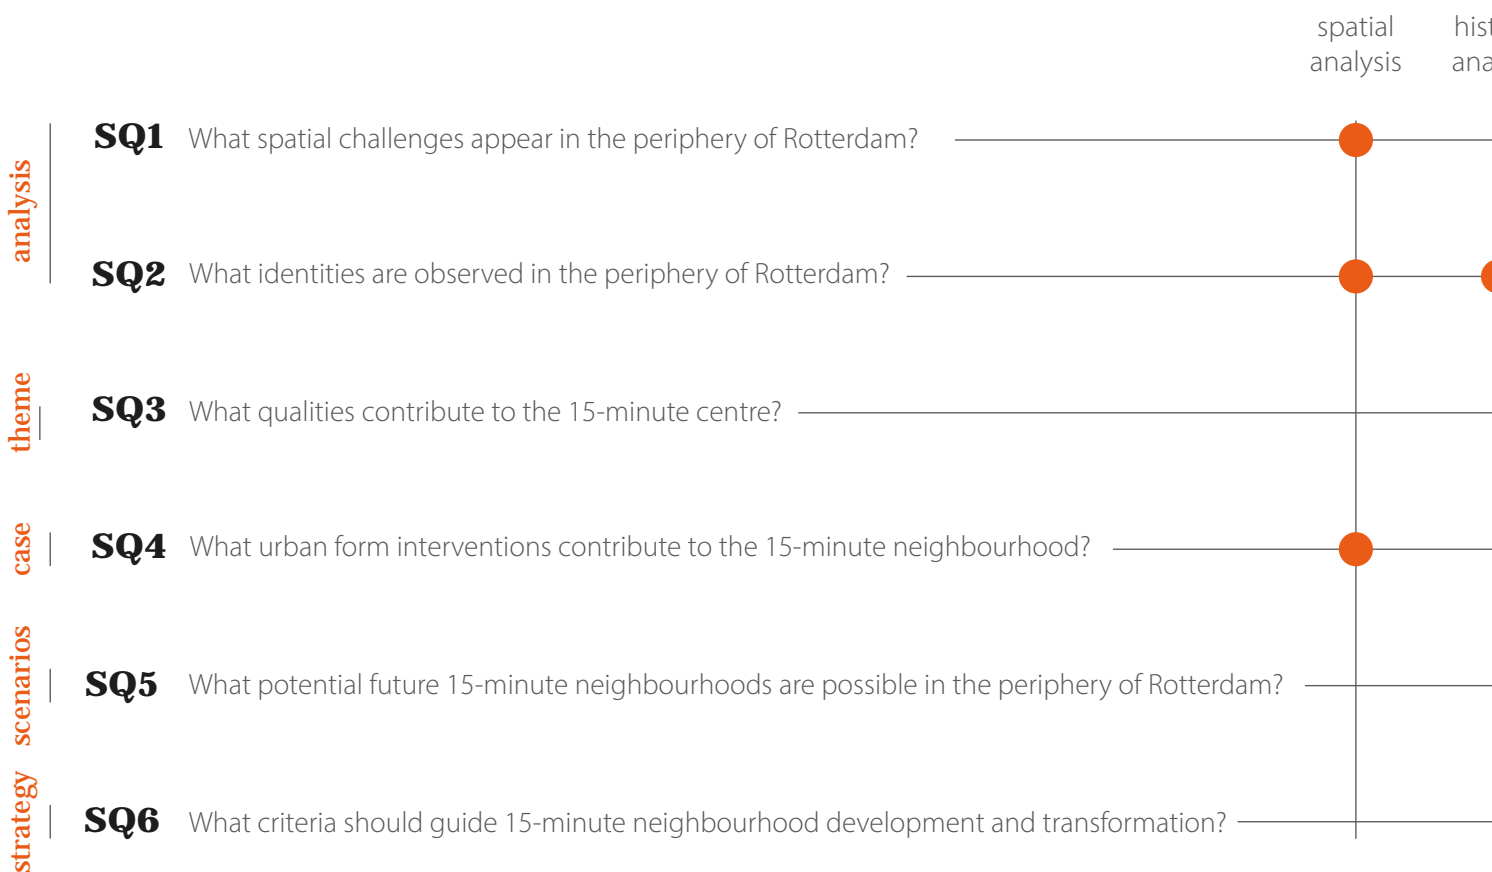 spatial
analysis
analysis
SQ1 What spatial challenges appear in the periphery of Rotterdam?
SQ2 What identities are observed in the periphery of Rotterdam?
theme
SQ3 What qualities contribute to the 15-minute centre?
case
SQ4 What urban form interventions contribute to the 15-minute neighbourhood?
scenarios
SQ5 What potential future 15-minute neighbourhoods are possible in the periphery of Rotterdam?
strategy
SQ6 What criteria should guide 15-minute neighbourhood development and transformation?